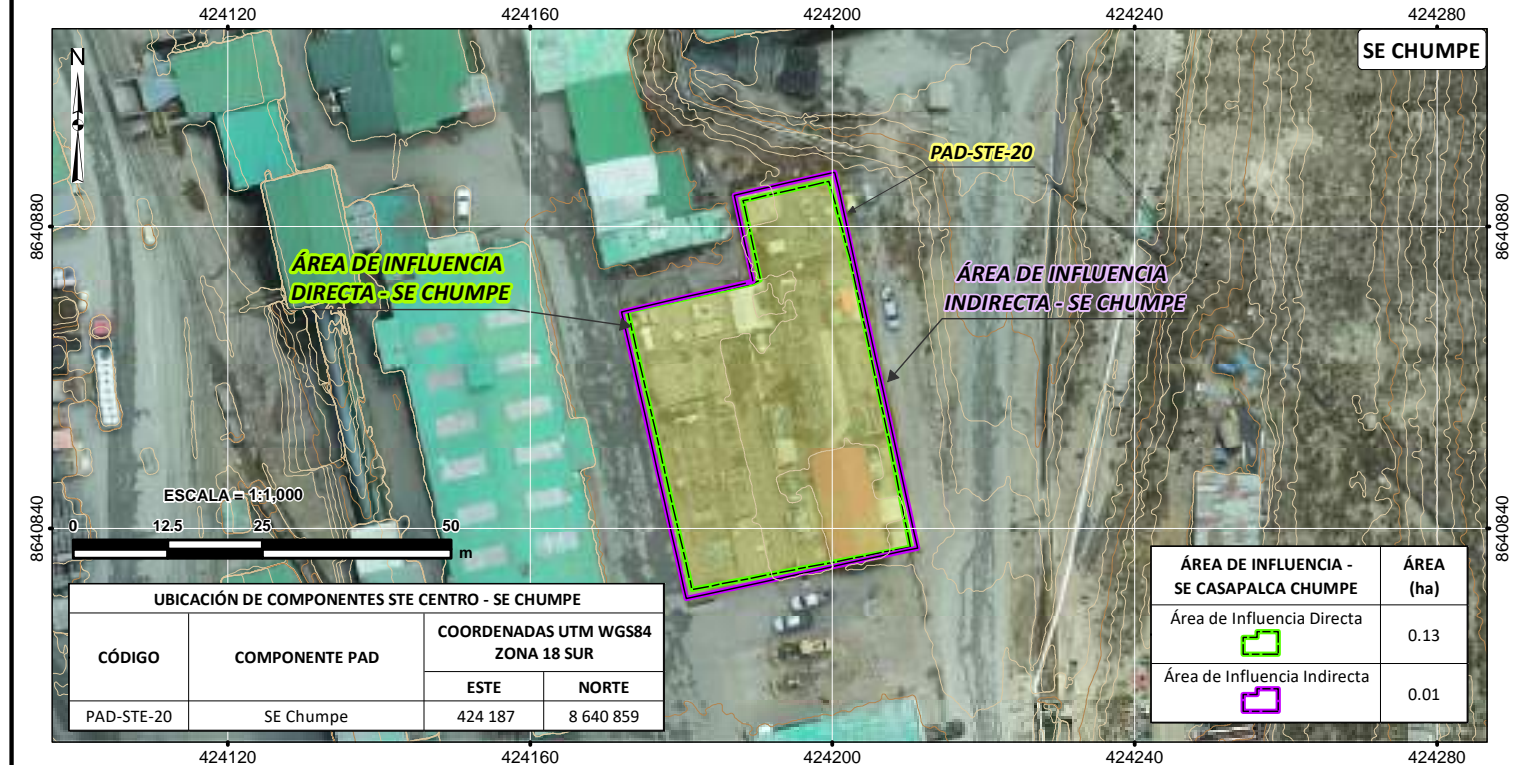 424120
424160
424200
424240
424280
SE CHUMPE
N
PAD-STE-20
8640880
8640880
ÁREA DE INFLUENCIA
DIRECTA - SE CHUMPE
ÁREA DE INFLUENCIA
INDIRECTA - SE CHUMPE
ESCALA = 1:1,000
0 12.5 25 50
m
8640840
8640840
UBICACIÓN DE COMPONENTES STE CENTRO - SE CHUMPE
CÓDIGO
COMPONENTE PAD
COORDENADAS UTM WGS84
ZONA 18 SUR
ESTE NORTE
PAD-STE-20 SE Chumpe 424 187 8 640 859
ÁREA DE INFLUENCIA -
SE CASAPALCA CHUMPE
ÁREA
(ha)
Área de Influencia Directa
0.13
Área de Influencia Indirecta
0.01
424120
424160
424200
424240
424280